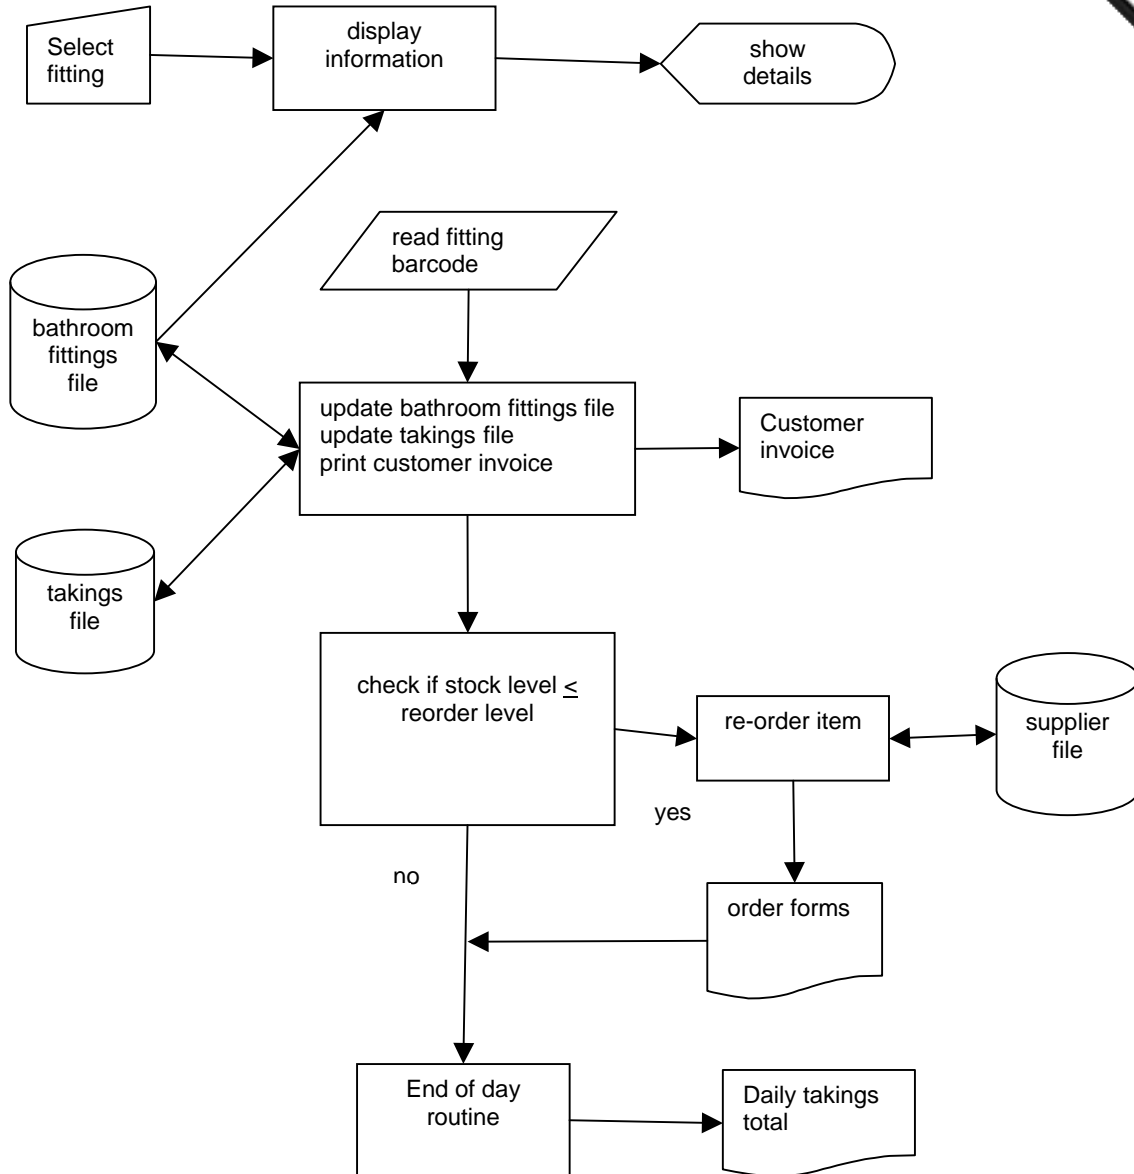 Select
fitting
display
information
show
details
read fitting
barcode
bathroom
fittings
file
update bathroom fittings file
update takings file
print customer invoice
Customer
invoice
takings
file
check if stock level ≤
reorder level
re-order item
supplier
file
yes
no
order forms
End of day
routine
Daily takings
total